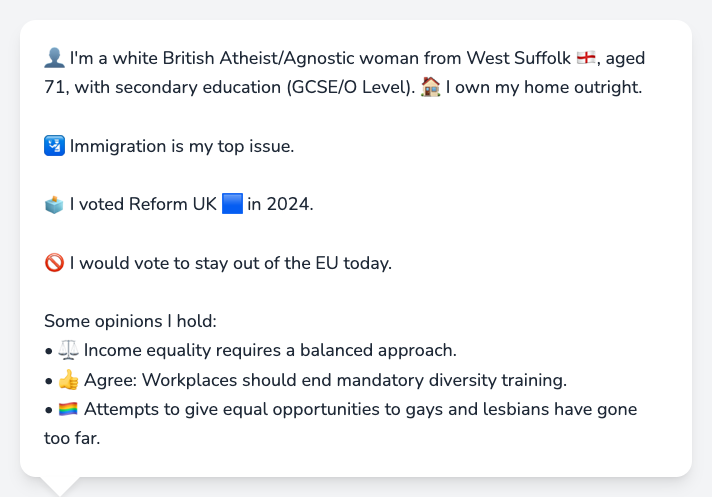 👤 I'm a white British Atheist/Agnostic woman from West Suffolk 🏴󠁧󠁢󠁥󠁮󠁧󠁿, aged
71, with secondary education (GCSE/O Level). 🏠 I own my home outright.
🛂 Immigration is my top issue.
🗳️ I voted Reform UK 🟦 in 2024.
🚫 I would vote to stay out of the EU today.
Some opinions I hold:
• ⚖️ Income equality requires a balanced approach.
• 👍 Agree: Workplaces should end mandatory diversity training.
• 🏳️‍🌈 Attempts to give equal opportunities to gays and lesbians have gone
too far.